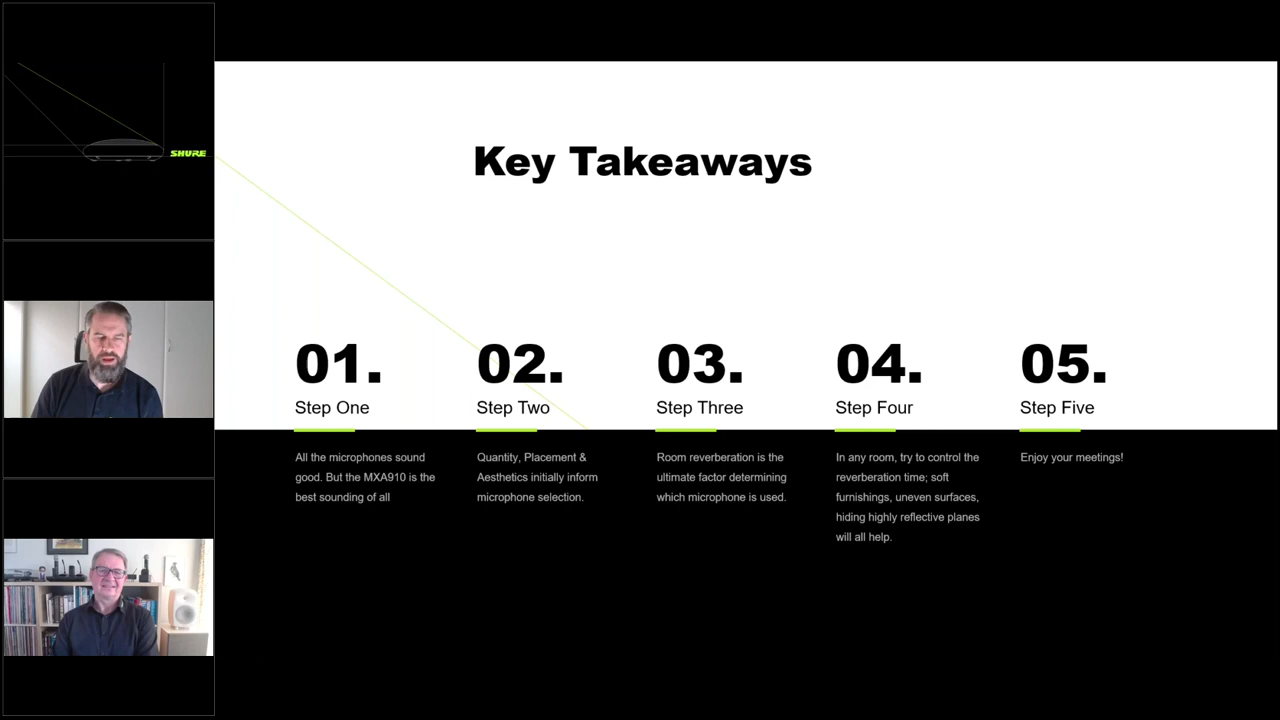 SHURE
Key Takeaways
01.
Step One
All the microphones sound
good. But the MXA910 is the
best sounding of all
02.
Step Two
Quantity, Placement &
Aesthetics initially inform
microphone selection.
03.
Step Three
Room reverberation is the
ultimate factor determining
which microphone is used.
04.
Step Four
In any room, try to control the
reverberation time; soft
furnishings, uneven surfaces,
hiding highly reflective planes
will all help.
05.
Step Five
Enjoy your meetings!